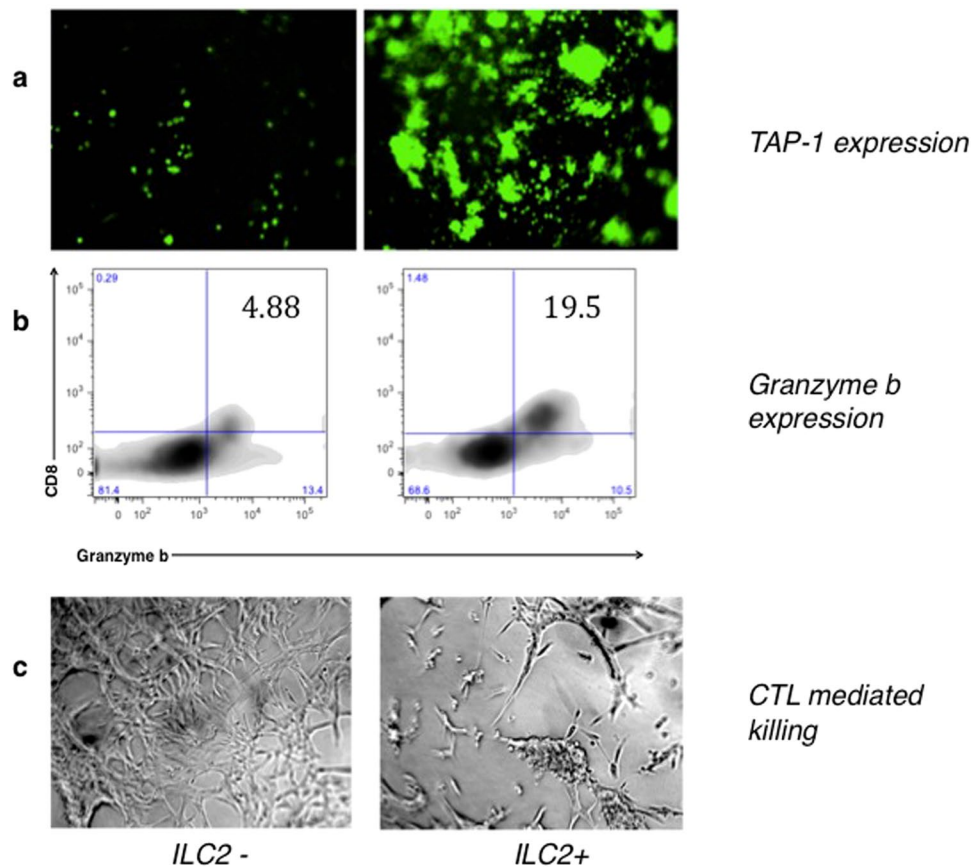 a
TAP-1 expression
b
CD8
0.29
4.88
10⁵
10⁴
10³
10²
0
81.4
13.4
0 10² 10³ 10⁴ 10⁵
1.48
19.5
10⁵
10⁴
10³
10²
0
68.6
10.5
0 10² 10³ 10⁴ 10⁵
Granzyme b
expression
Granzyme b
c
CTL mediated
killing
ILC2 -
ILC2+